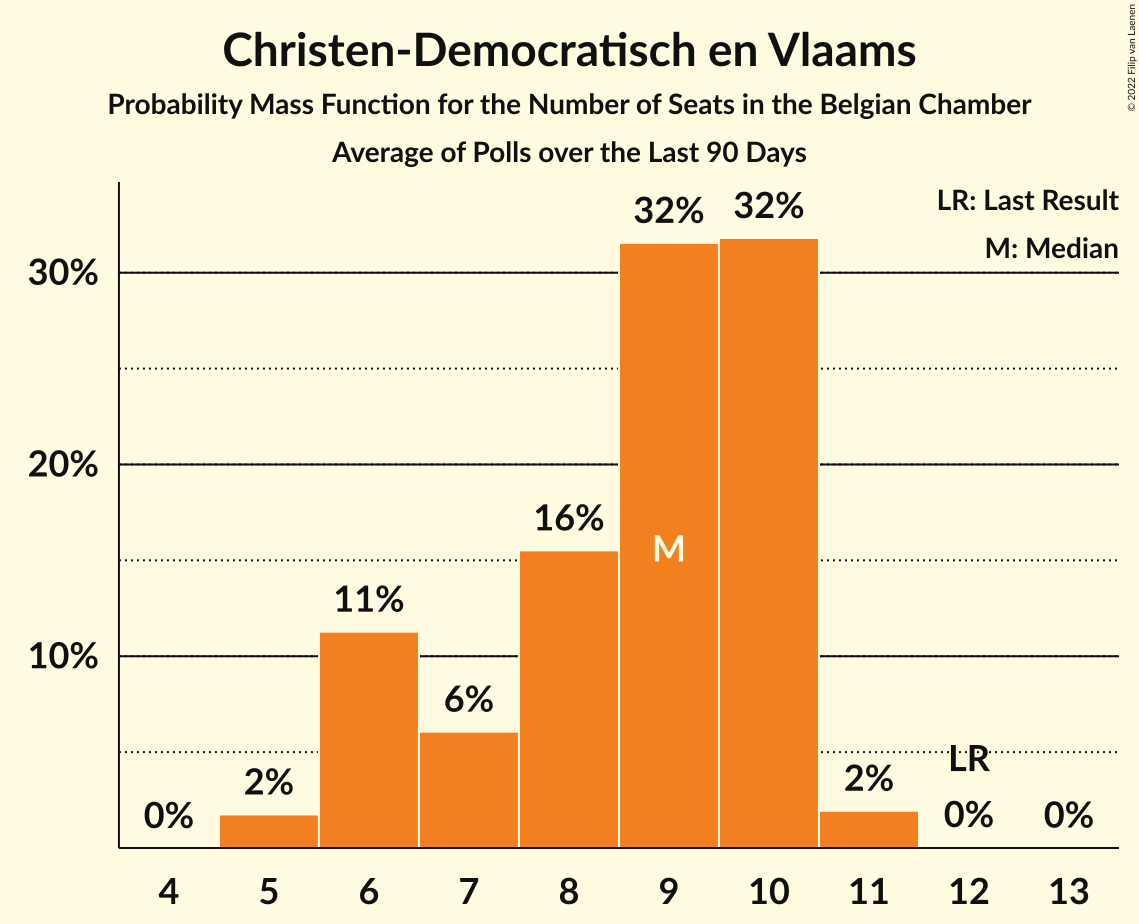 Christen-Democratisch en Vlaams
Probability Mass Function for the Number of Seats in the Belgian Chamber
Average of Polls over the Last 90 Days
© 2022 Filip van Laenen
LR: Last Result
M: Median
30%
20%
10%
0%
2%
11%
6%
16%
32%
M
32%
2%
LR
0%
0%
4 5 6 7 8 9 10 11 12 13